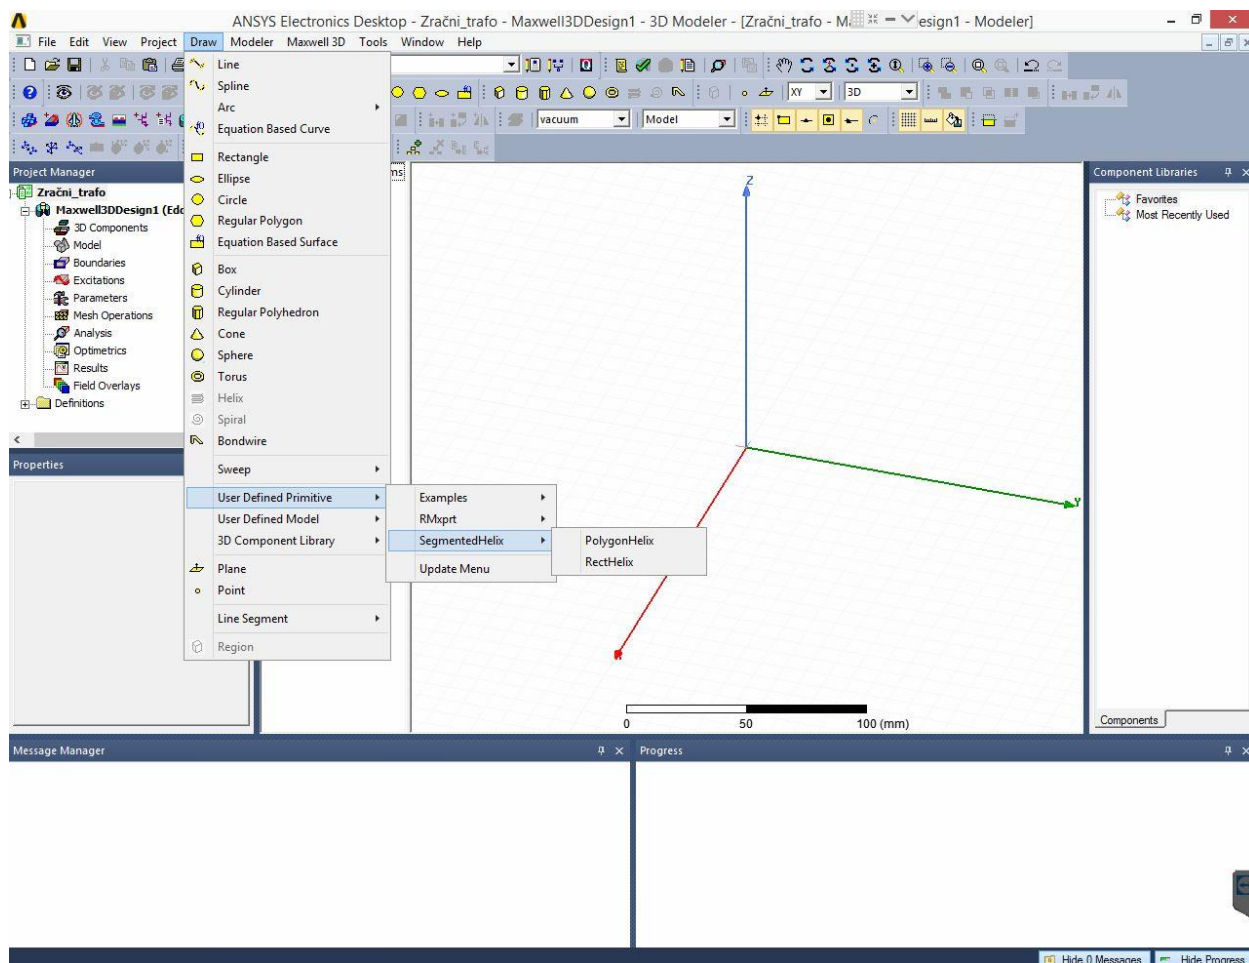 ANSYS Electronics Desktop - Zračni_trafo - Maxwell3DDesign1 - 3D Modeler - [Zračni_trafo - M esign1 - Modeler]
File Edit View Project Draw Modeler Maxwell 3D Tools Window Help
XY 3D
vacuum Model
Project Manager
Zračni_trafo
Maxwell3DDesign1 (Edd
3D Components
Model
Boundaries
Excitations
Parameters
Mesh Operations
Analysis
Optimetrics
Results
Field Overlays
Definitions
Properties
Line
Spline
Arc
Equation Based Curve
Rectangle
Ellipse
Circle
Regular Polygon
Equation Based Surface
Box
Cylinder
Regular Polyhedron
Cone
Sphere
Torus
Helix
Spiral
Bondwire
Sweep
User Defined Primitive
User Defined Model
3D Component Library
Plane
Point
Line Segment
Region
Examples
RMxprt
SegmentedHelix
Update Menu
PolygonHelix
RectHelix
ms
Z
Y
0 50 100 (mm)
Component Libraries
Favorites
Most Recently Used
Components
Message Manager
Progress
Hide 0 Messages Hide Progress